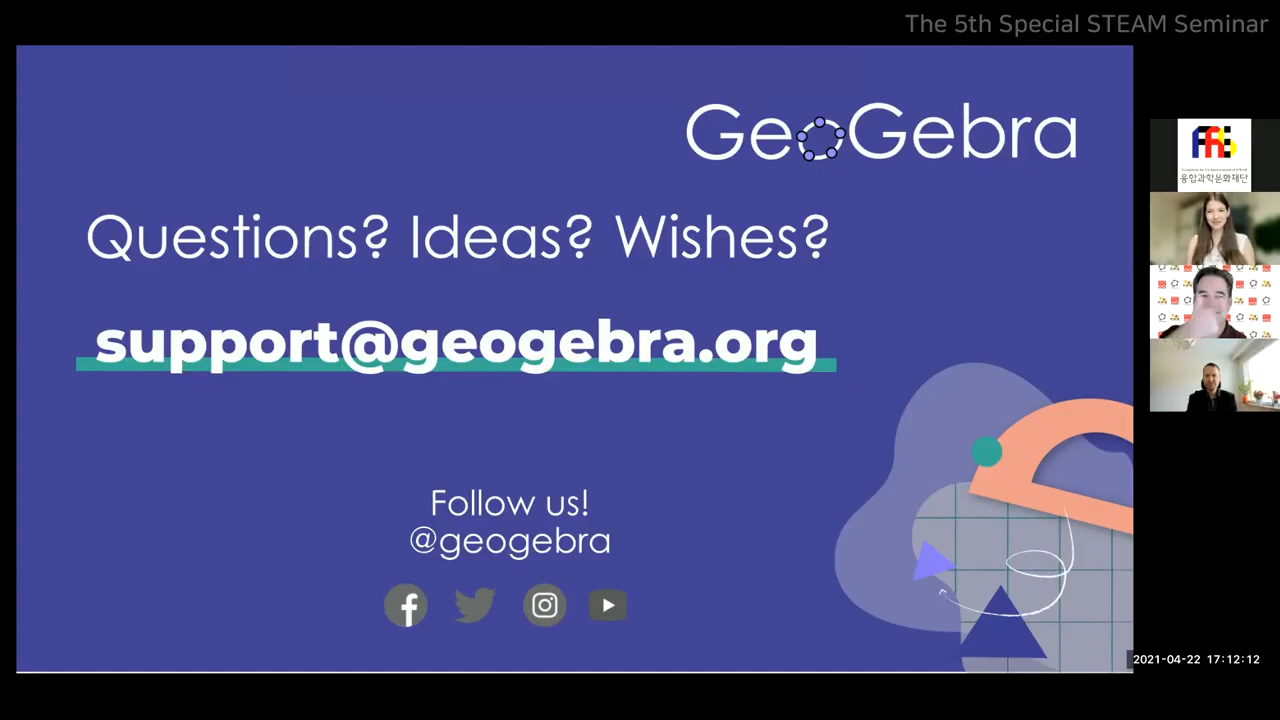 The 5th Special STEAM Seminar
GeoGebra
Questions? Ideas? Wishes?
support@geogebra.org
Follow us!
@geogebra
융합과학문화재단
2021-04-22 17:12:12